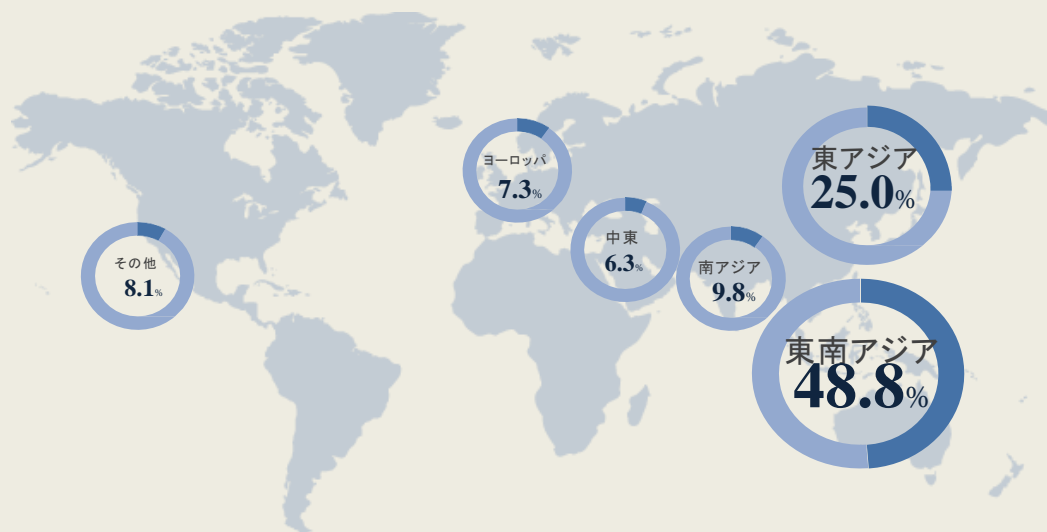 東アジア
25.0%
ヨーロッパ
7.3%
中東
6.3%
その他
8.1%
南アジア
9.8%
東南アジア
48.8%